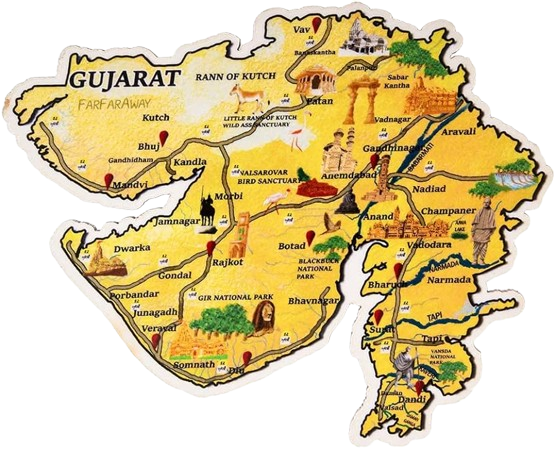 Vav
Banaskantha
Palanpur
GUJARAT
RANN OF KUTCH
Sabar
Kantha
FARFARAWAY
Patan
Kutch
LITTLE RANN OF KUTCH
WILD ASS SANCTUARY
Vadnagar
Aravali
Bhuj
Gandhinagar
SABARMATI
Gandhidham
Kandla
NALSAROVAR
BIRD SANCTUARY
Anemdabad
Mandvi
Nadiad
Morbi
Jamnagar
Anand
Champaner
AJWA
LAKE
Dwarka
Botad
Vadodara
Rajkot
BLACKBUCK
NATIONAL
PARK
NARMADA
Gondal
Bharuch
Narmada
Porbandar
GIR NATIONAL PARK
Bhavnagar
Junagadh
TAPI
Veraval
Surat
Tapi
VANSDA
NATIONAL
PARK
Somnath
Diu
Daman
Dandi
Valsad